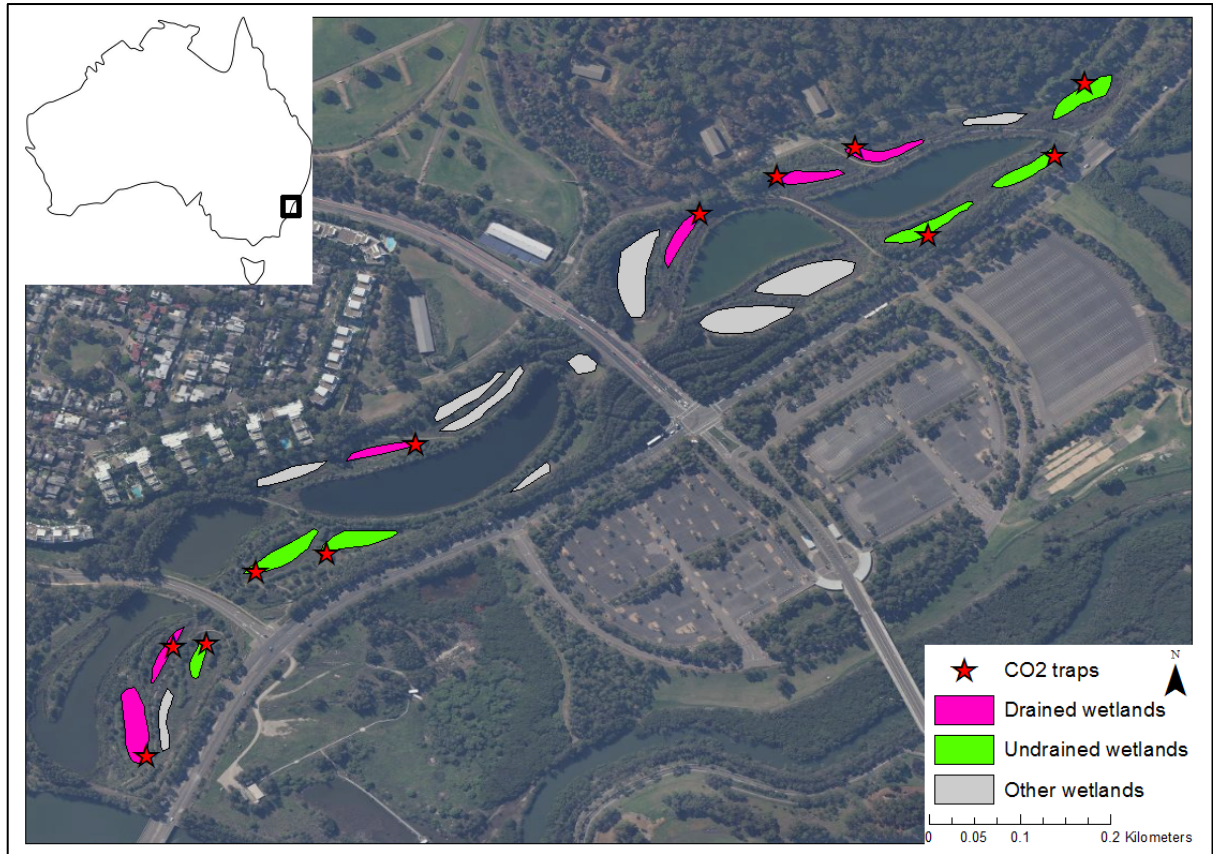 N
CO2 traps
Drained wetlands
Undrained wetlands
Other wetlands
0 0.05 0.1 0.2 Kilometers